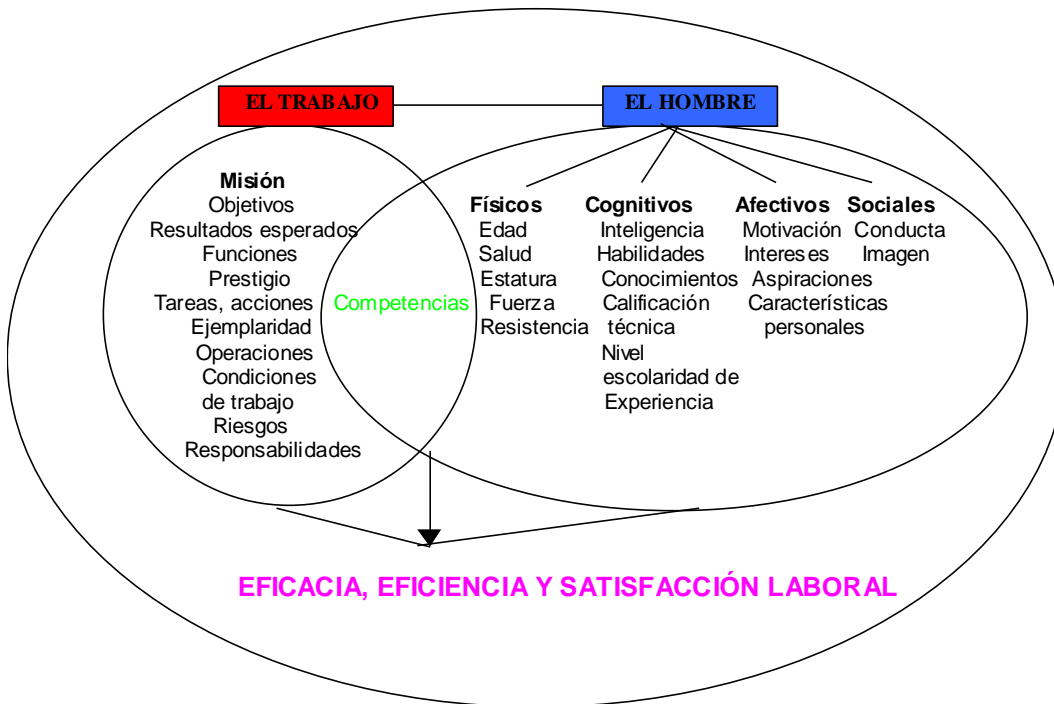 EL TRABAJO
EL HOMBRE
Misión
Objetivos
Resultados esperados
Funciones
Prestigio
Tareas, acciones
Ejemplaridad
Operaciones
Condiciones
de trabajo
Riesgos
Responsabilidades
Competencias
Físicos
Edad
Salud
Estatura
Fuerza
Resistencia
Cognitivos
Inteligencia
Habilidades
Conocimientos
Calificación
técnica
Nivel
escolaridad de
Experiencia
Afectivos
Motivación
Intereses
Aspiraciones
Características
personales
Sociales
Conducta
Imagen
EFICACIA, EFICIENCIA Y SATISFACCIÓN LABORAL